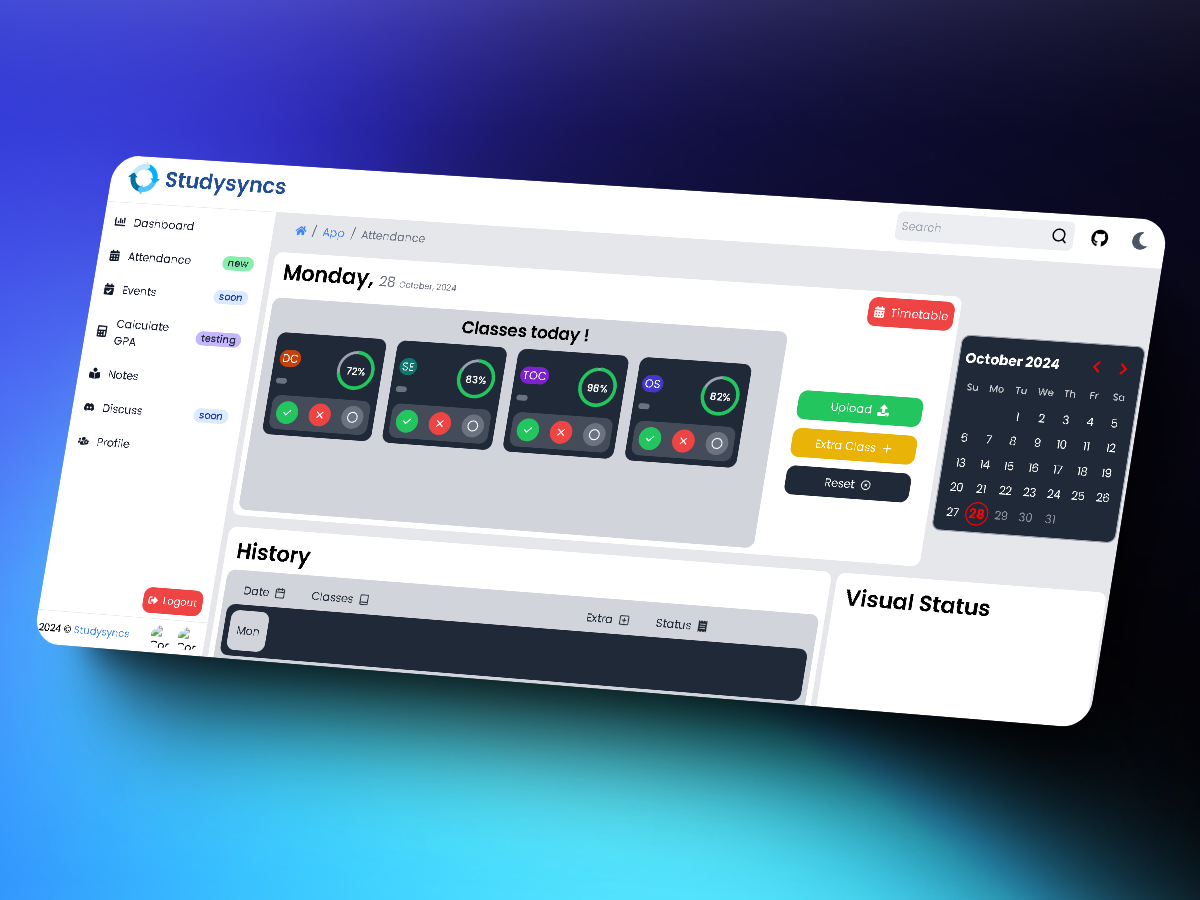 Studysyncs
Search
Dashboard
Attendance new
Events soon
Calculate GPA testing
Notes
Discuss soon
Profile
Logout
2024 © Studysyncs
/ App / Attendance
Monday, 28 October, 2024
Timetable
Classes today !
DC 72%
SE 83%
TOC 98%
OS 82%
Upload
Extra Class +
Reset
October 2024
Su Mo Tu We Th Fr Sa
1 2 3 4 5
6 7 8 9 10 11 12
13 14 15 16 17 18 19
20 21 22 23 24 25 26
27 28 29 30 31
History
Date Classes Extra Status
Mon
Visual Status